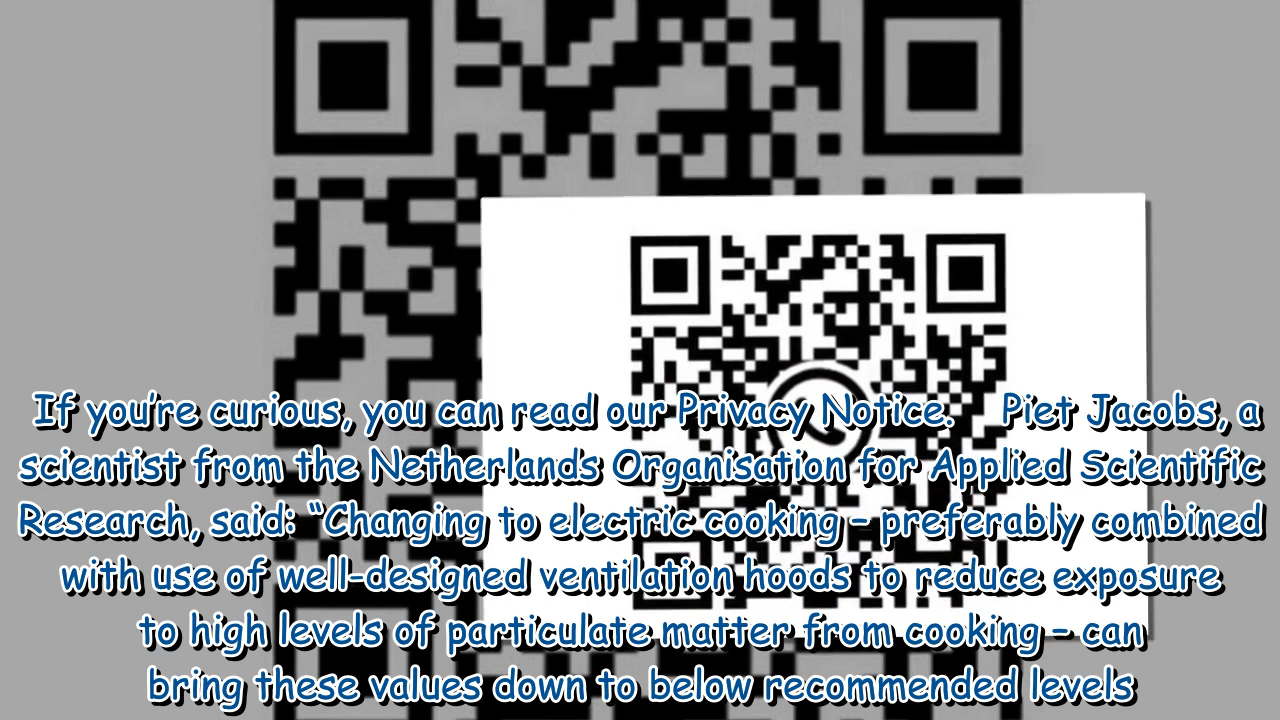 If you're curious, you can read our Privacy Notice. Piet Jacobs, a
scientist from the Netherlands Organisation for Applied Scientific
Research, said: “Changing to electric cooking – preferably combined
with use of well-designed ventilation hoods to reduce exposure
to high levels of particulate matter from cooking – can
bring these values down to below recommended levels